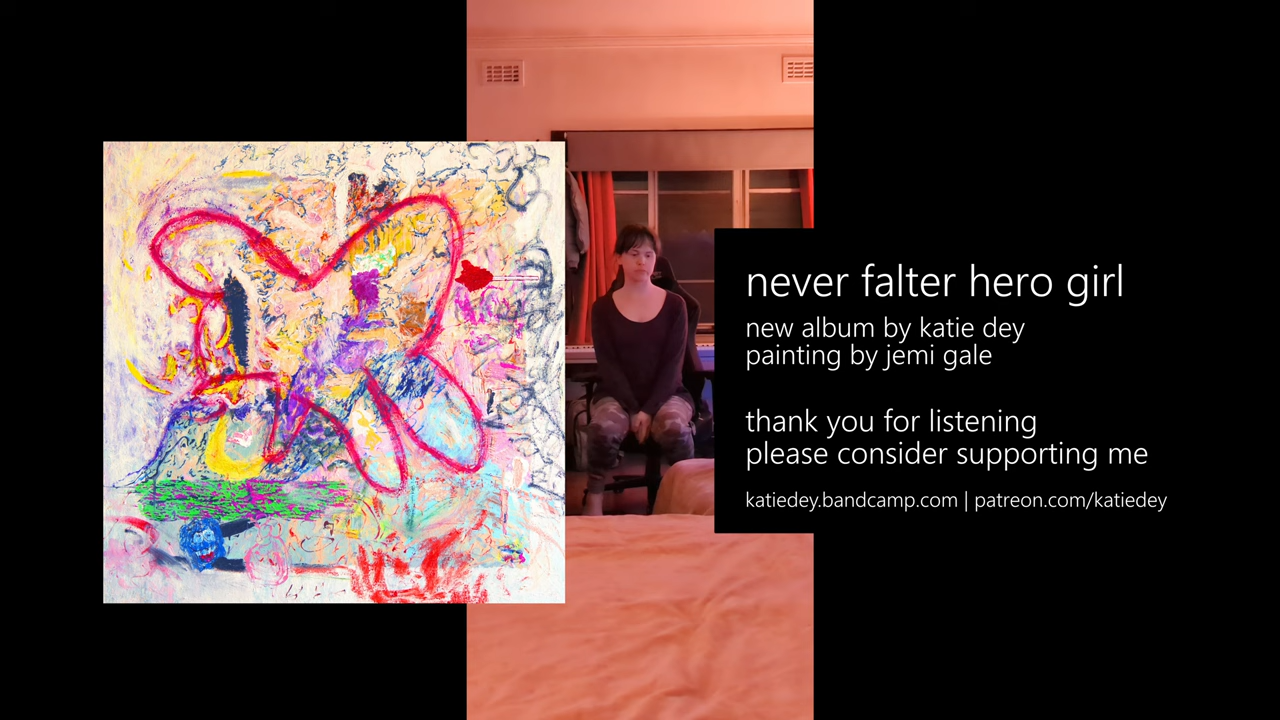 never falter hero girl
new album by katie dey
painting by jemi gale
thank you for listening
please consider supporting me
katiedey.bandcamp.com | patreon.com/katiedey